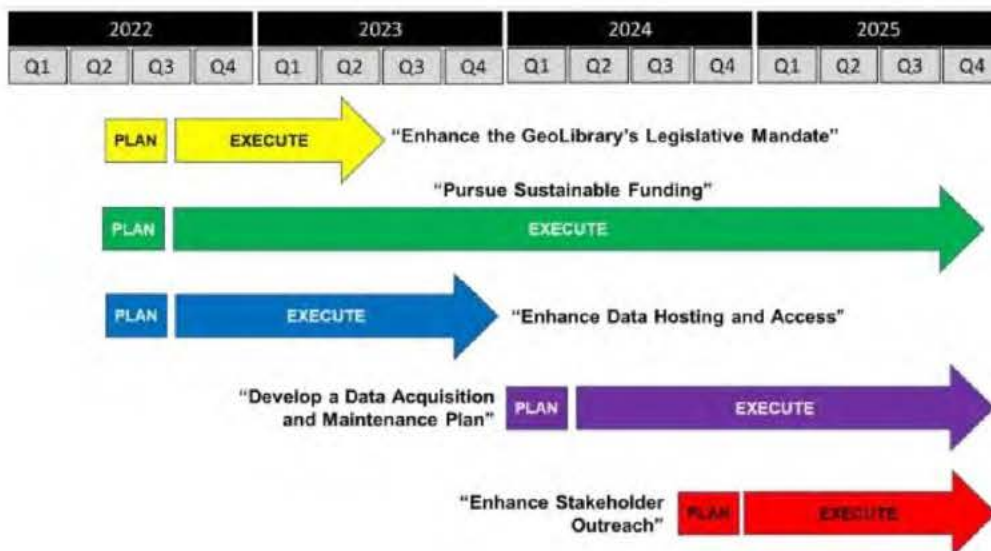 2022 2023 2024 2025
Q1 Q2 Q3 Q4 Q1 Q2 Q3 Q4 Q1 Q2 Q3 Q4 Q1 Q2 Q3 Q4
PLAN EXECUTE “Enhance the GeoLibrary’s Legislative Mandate”
“Pursue Sustainable Funding”
PLAN EXECUTE
PLAN EXECUTE “Enhance Data Hosting and Access”
“Develop a Data Acquisition
and Maintenance Plan” PLAN EXECUTE
“Enhance Stakeholder
Outreach” PLAN EXECUTE